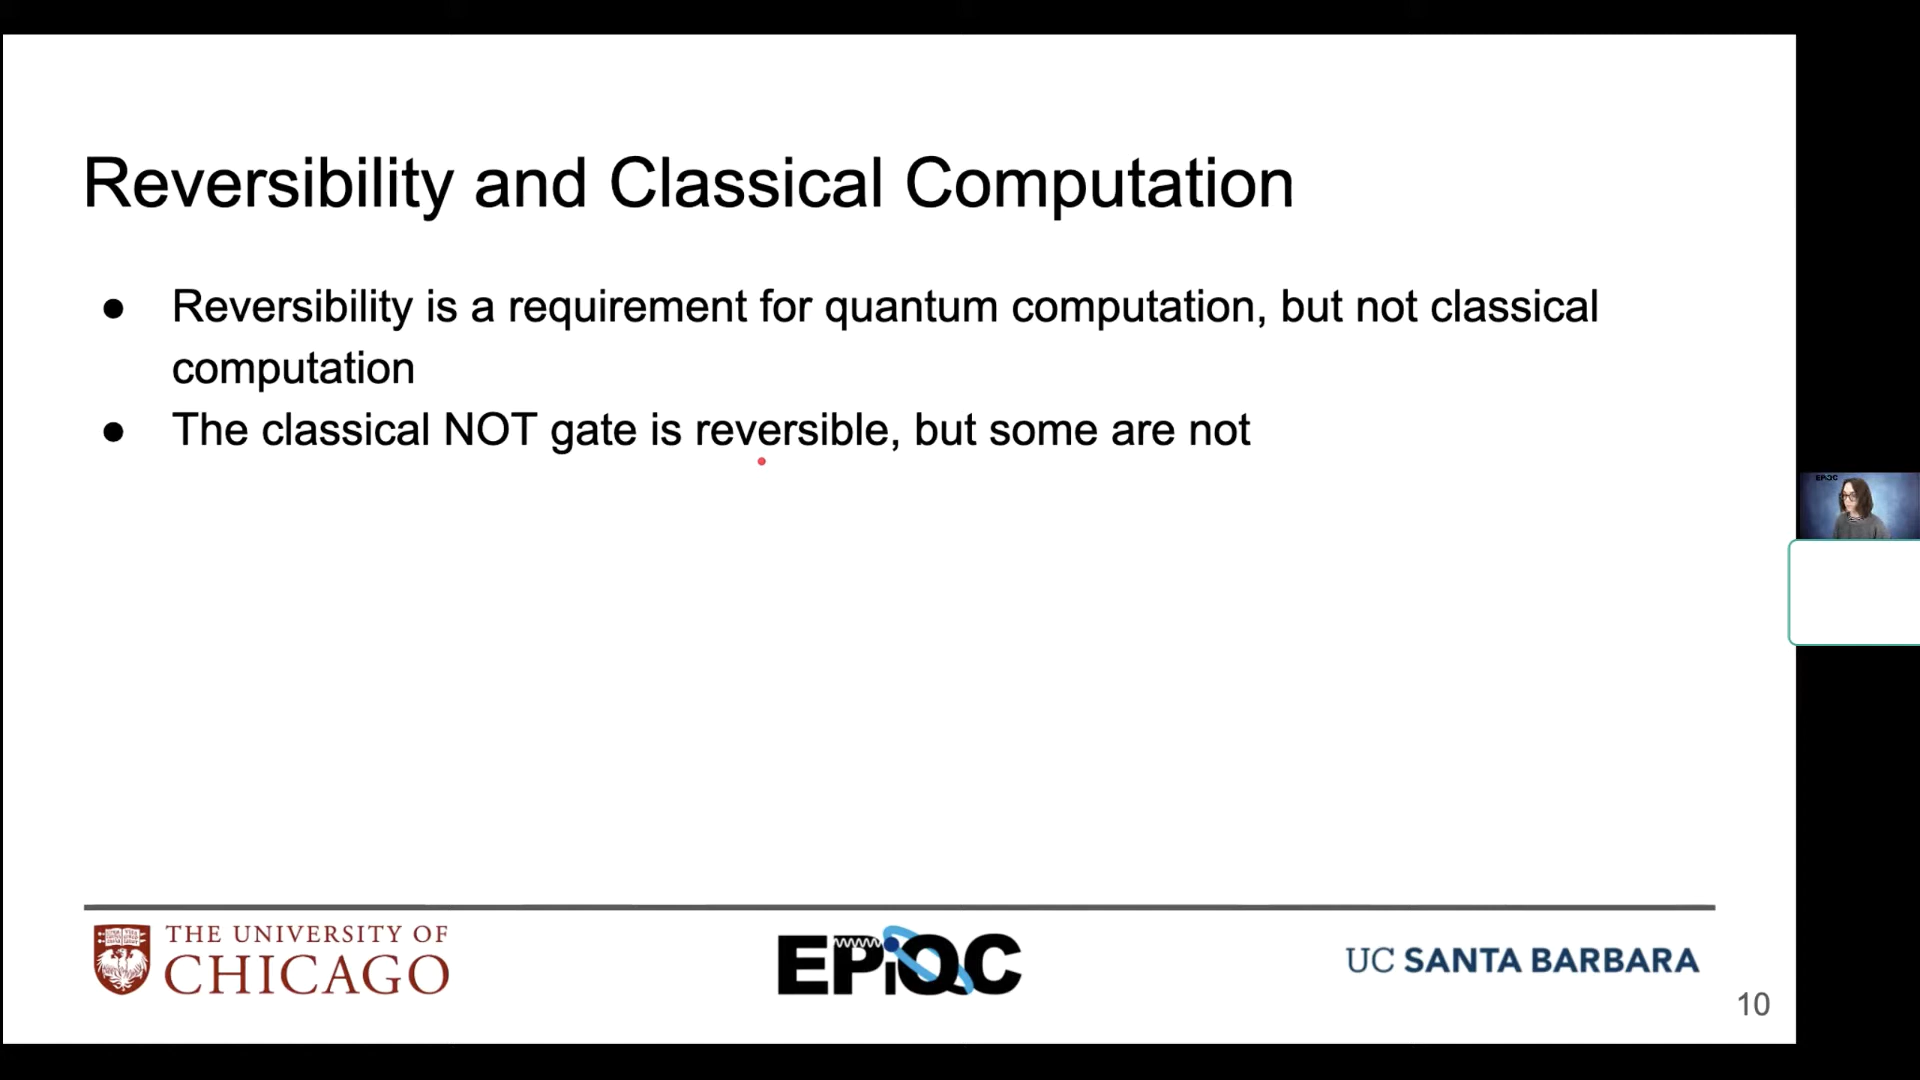 Reversibility and Classical Computation
● Reversibility is a requirement for quantum computation, but not classical
computation
● The classical NOT gate is reversible, but some are not
EPiQC
THE UNIVERSITY OF
CHICAGO
EPiQC
UC SANTA BARBARA
10